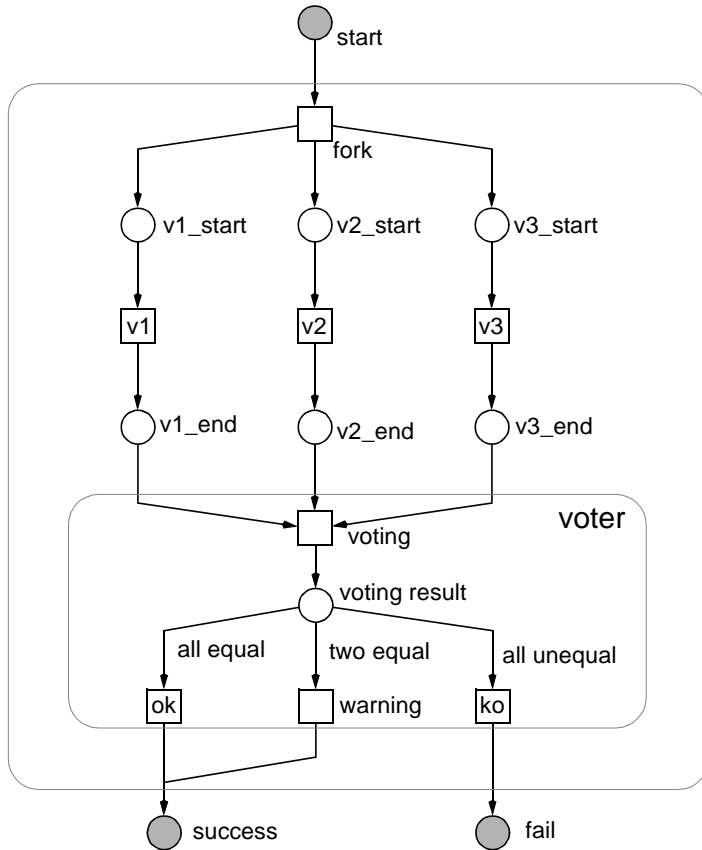 start
fork
v1_start
v2_start
v3_start
v1
v2
v3
v1_end
v2_end
v3_end
voter
voting
voting result
all equal
two equal
all unequal
ok
warning
ko
success
fail